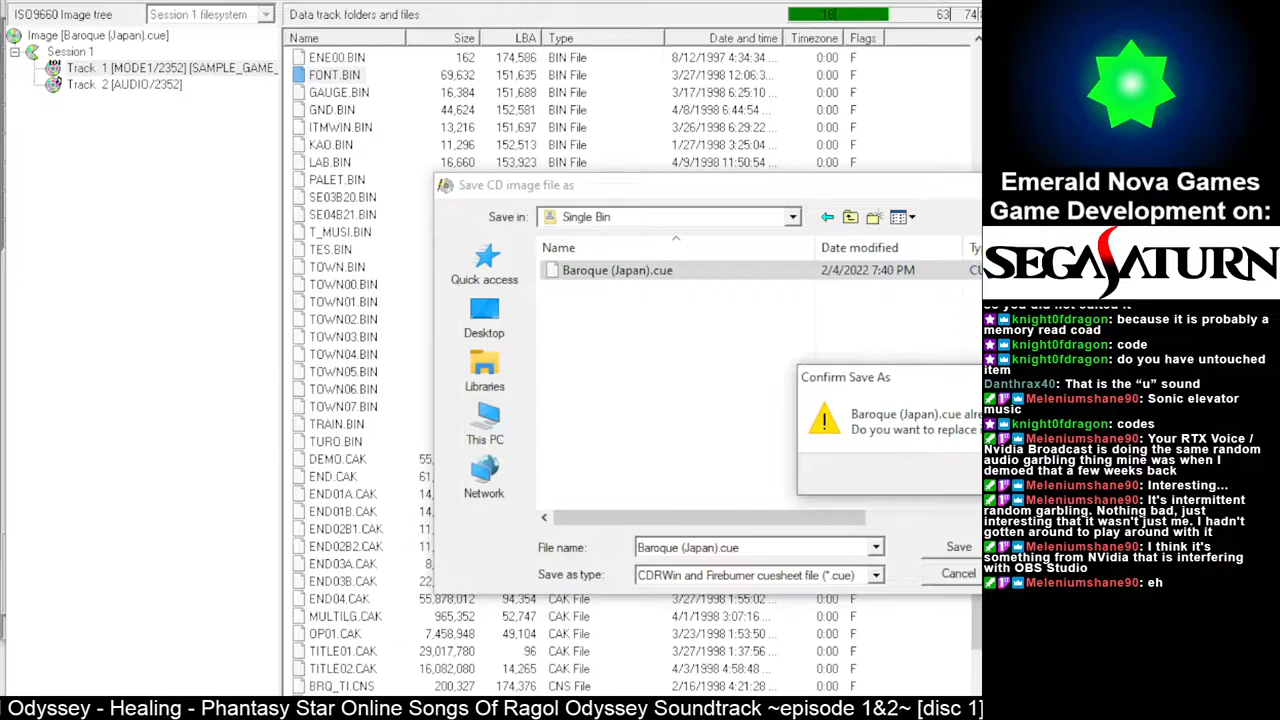 ISO9660 Image tree
Session 1 filesystem
Data track folders and files
18
63
74
Image [Baroque (Japan).cue]
Session 1
Track 1 [MODE1/2352] [SAMPLE_GAME_
Track 2 [AUDIO/2352]
Name Size LBA Type Date and time Timezone Flags
ENE00.BIN 162 174,586 BIN File 8/12/1997 4:34:34 0:00 F
FONT.BIN 69,632 151,635 BIN File 3/27/1998 12:06:3... 0:00 F
GAUGE.BIN 16,384 151,688 BIN File 3/17/1998 6:25:10 0:00 F
GND.BIN 44,624 152,581 BIN File 4/8/1998 6:44:54 0:00 F
ITMWIN.BIN 13,216 151,697 BIN File 3/26/1998 6:29:22 0:00 F
KAO.BIN 11,296 152,513 BIN File 1/27/1998 3:25:04 0:00 F
LAB.BIN 16,660 153,923 BIN File 4/9/1998 11:50:54 0:00 F
PALET.BIN
SE03B20.BIN
SE04B21.BIN
T_MUSI.BIN
TES.BIN
TOWN.BIN
TOWN00.BIN
TOWN01.BIN
TOWN02.BIN
TOWN03.BIN
TOWN04.BIN
TOWN05.BIN
TOWN06.BIN
TOWN07.BIN
TRAIN.BIN
TURO.BIN
DEMO.CAK 55,
END.CAK 61,
END01A.CAK 14,
END01B.CAK 14,
END02B1.CAK
END02B2.CAK
END03A.CAK
END03B.CAK
55,878,012 94,354 CAK File 3/27/1998 1:55:02 0:00 F
MULTILG.CAK 965,352 52,747 CAK File 4/1/1998 3:07:16 0:00 F
OP01.CAK 7,458,948 49,104 CAK File 3/23/1998 1:53:50 0:00 F
TITLE01.CAK 29,017,780 96 CAK File 3/27/1998 1:37:56 0:00 F
TITLE02.CAK 16,082,080 14,265 CAK File 4/3/1998 4:58:48 0:00 F
BRQ_TI.CNS 200,327 174,376 CNS File 2/16/1998 4:21:28 0:00 F
Save CD image file as
Save in: Single Bin
Name Date modified
Baroque (Japan).cue 2/4/2022 7:40 PM
Quick access
Desktop
Libraries
This PC
Network
Confirm Save As
Baroque (Japan).cue
Do you want to replace
File name: Baroque (Japan).cue Save
Save as type: CDRWin and Fireburner cuesheet file (*.cue) Cancel
Emerald Nova Games
Game Development on:
SEGA SATURN
so you did not edited it
knight0fdragon: because it is probably a
memory read coad
knight0fdragon: code
knight0fdragon: do you have untouched
item
Danthrax40: That is the “u” sound
Meleniumshane90: Sonic elevator
music
knight0fdragon: codes
Meleniumshane90: Your RTX Voice /
Nvidia Broadcast is doing the same random
audio garbling thing mine was when I
demoed that a few weeks back
Meleniumshane90: Interesting...
Meleniumshane90: It's intermittent
random garbling. Nothing bad, just
interesting that it wasn't just me. I hadn't
gotten around to play around with it
Meleniumshane90: I think it's
something from NVidia that is interfering
with OBS Studio
Meleniumshane90: eh
Odyssey - Healing - Phantasy Star Online Songs Of Ragol Odyssey Soundtrack ~episode 1&2~ [disc 1]